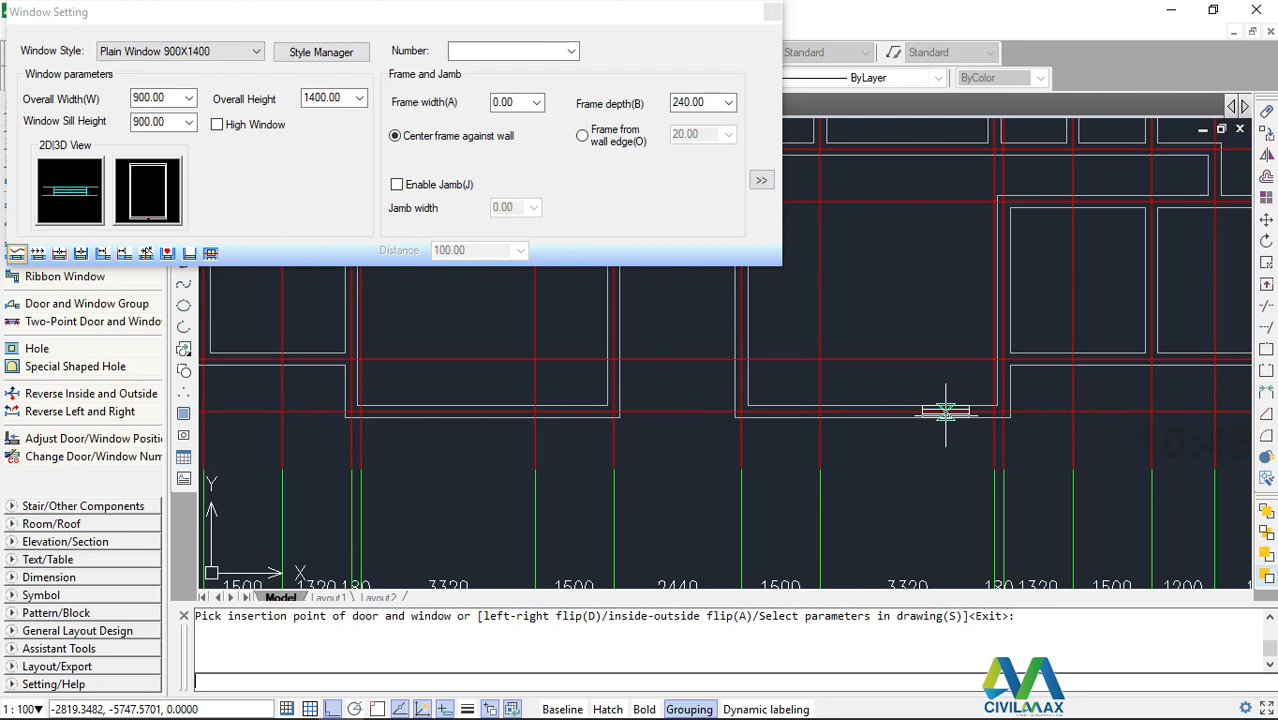 Window Setting
Window Style: Plain Window 900X1400 Style Manager Number:
Window parameters Frame and Jamb
Overall Width(W) 900.00 Overall Height 1400.00 Frame width(A) 0.00 Frame depth(B) 240.00
Window Sill Height 900.00 High Window Center frame against wall Frame from wall edge(O) 20.00
2D|3D View
Enable Jamb(J)
>>
Jamb width 0.00
Distance 100.00
Standard Standard
ByLayer ByColor
Ribbon Window
Door and Window Group
Two-Point Door and Windo
Hole
Special Shaped Hole
Reverse Inside and Outside
Reverse Left and Right
Adjust Door/Window Positi
Change Door/Window Num
Stair/Other Components
Room/Roof
Elevation/Section
Text/Table
Dimension
Symbol
Pattern/Block
General Layout Design
Assistant Tools
Layout/Export
Setting/Help
Y
X
1500 1320 180 3320 1500 2440 1500 3320 180 1320 1500 1200
Model Layout1 Layout2
Pick insertion point of door and window or [left-right flip(D)/inside-outside flip(A)/Select parameters in drawing(S)]<Exit>:
CIVILMAX
1 : 100 -2819.3482, -5747.5701, 0.0000 Baseline Hatch Bold Grouping Dynamic labeling